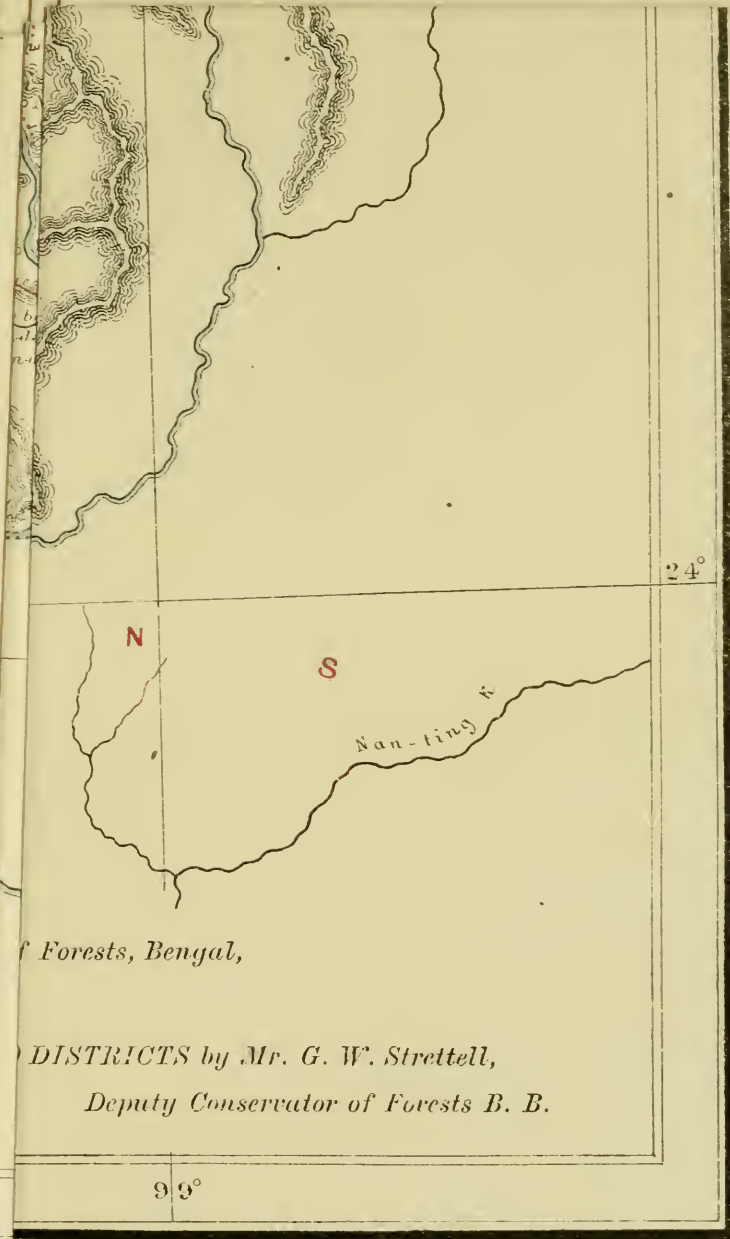 24°
N
S
Nan-ting K
f Forests, Bengal,
) DISTRICTS by Mr. G. W. Strettell,
Deputy Conservator of Forests B. B.
99°